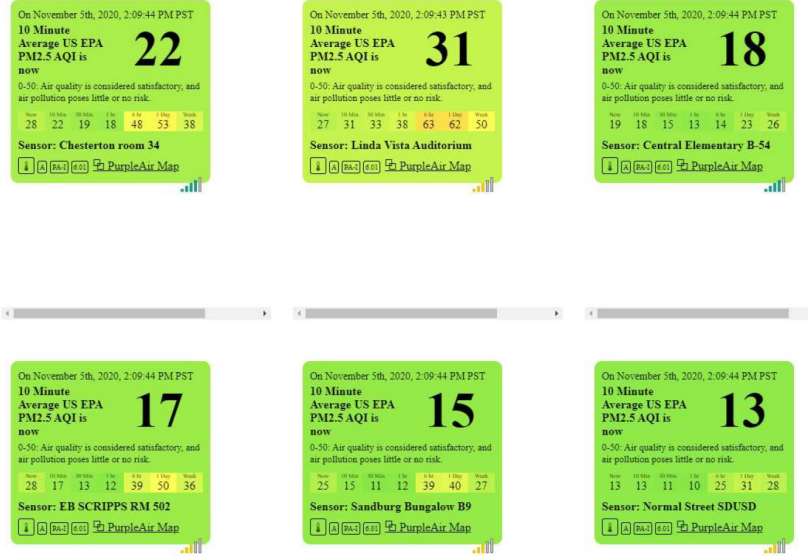 On November 5th, 2020, 2:09:44 PM PST
10 Minute
Average US EPA
PM2.5 AQI is
now
22
0-50: Air quality is considered satisfactory, and
air pollution poses little or no risk.
Now 10 Min 30 Min 1 hr 6 hr 1 Day Week
28 22 19 18 48 53 38
Sensor: Chesterton room 34
A PA-I 6.01 PurpleAir Map
On November 5th, 2020, 2:09:43 PM PST
10 Minute
Average US EPA
PM2.5 AQI is
now
31
0-50: Air quality is considered satisfactory, and
air pollution poses little or no risk.
Now 10 Min 30 Min 1 hr 6 hr 1 Day Week
27 31 33 38 63 62 50
Sensor: Linda Vista Auditorium
A PA-I 6.01 PurpleAir Map
On November 5th, 2020, 2:09:44 PM PST
10 Minute
Average US EPA
PM2.5 AQI is
now
18
0-50: Air quality is considered satisfactory, and
air pollution poses little or no risk.
Now 10 Min 30 Min 1 hr 6 hr 1 Day Week
19 18 15 13 14 23 26
Sensor: Central Elementary B-54
A PA-I 6.01 PurpleAir Map
On November 5th, 2020, 2:09:44 PM PST
10 Minute
Average US EPA
PM2.5 AQI is
now
17
0-50: Air quality is considered satisfactory, and
air pollution poses little or no risk.
Now 10 Min 30 Min 1 hr 6 hr 1 Day Week
28 17 13 12 39 50 36
Sensor: EB SCRIPPS RM 502
A PA-I 6.01 PurpleAir Map
On November 5th, 2020, 2:09:44 PM PST
10 Minute
Average US EPA
PM2.5 AQI is
now
15
0-50: Air quality is considered satisfactory, and
air pollution poses little or no risk.
Now 10 Min 30 Min 1 hr 6 hr 1 Day Week
25 15 11 12 39 40 27
Sensor: Sandburg Bungalow B9
A PA-I 6.01 PurpleAir Map
On November 5th, 2020, 2:09:44 PM PST
10 Minute
Average US EPA
PM2.5 AQI is
now
13
0-50: Air quality is considered satisfactory, and
air pollution poses little or no risk.
Now 10 Min 30 Min 1 hr 6 hr 1 Day Week
13 13 11 10 25 31 28
Sensor: Normal Street SDUSD
A PA-I 6.01 PurpleAir Map